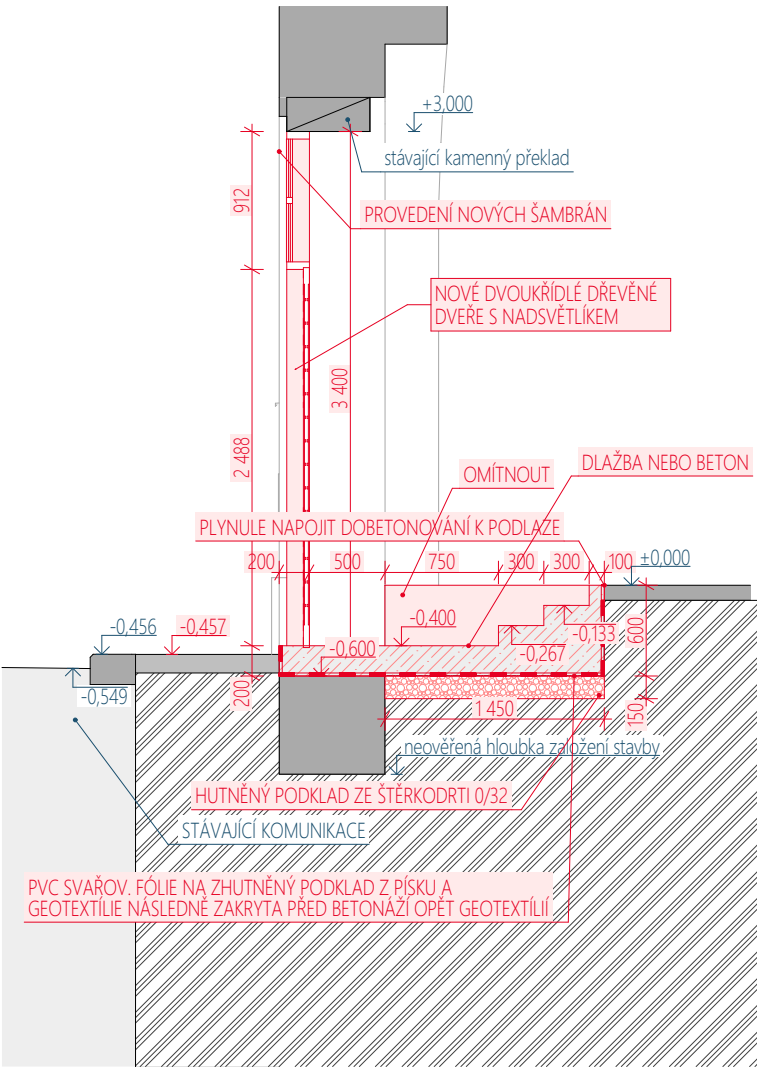 +3,000
stávající kamenný překlad
912
PROVEDENÍ NOVÝCH ŠAMBRÁN
NOVÉ DVOUKŘÍDLÉ DŘEVĚNÉ
DVEŘE S NADSVĚTLÍKEM
3 400
2 488
OMÍTNOUT
DLAŽBA NEBO BETON
PLYNULE NAPOJIT DOBETONOVÁNÍ K PODLAZE
200
500
750
300
300
100
±0,000
-0,456
-0,457
-0,400
-0,133
600
-0,600
-0,267
-0,549
200
1 450
150
neověřená hloubka založení stavby
HUTNĚNÝ PODKLAD ZE ŠTĚRKODRTI 0/32
STÁVAJÍCÍ KOMUNIKACE
PVC SVAŘOV. FÓLIE NA ZHUTNĚNÝ PODKLAD Z PÍSKU A
GEOTEXTÍLIE NÁSLEDNĚ ZAKRYTA PŘED BETONÁŽÍ OPĚT GEOTEXTÍLIÍ